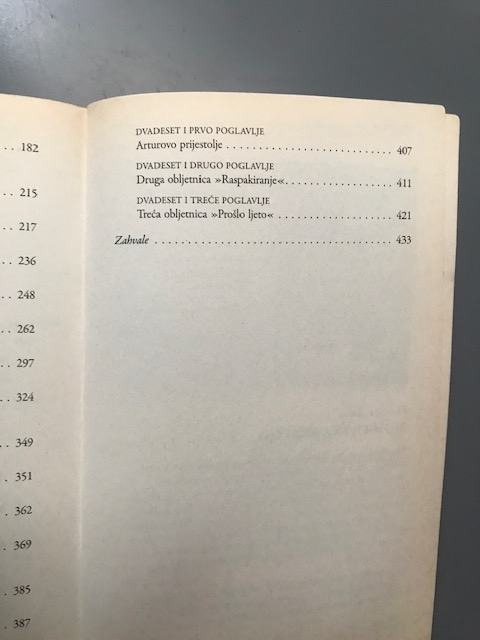 . . 182
. . 215
. . 217
. . 236
. . 248
. . 262
. . 297
. . 324
. . 349
. 351
. 362
. 369
. 385
. 387
DVADESET I PRVO POGLAVLJE
Arturovo prijestolje . . . . . . . . . . . . . . . . . . . . . . . . . . . . 407
DVADESET I DRUGO POGLAVLJE
Druga obljetnica »Raspakiranje«. . . . . . . . . . . . . . . . . . 411
DVADESET I TREĆE POGLAVLJE
Treća obljetnica »Prošlo ljeto« . . . . . . . . . . . . . . . . . . . 421
Zahvale . . . . . . . . . . . . . . . . . . . . . . . . . . . . . . . . . . . . . . . 433